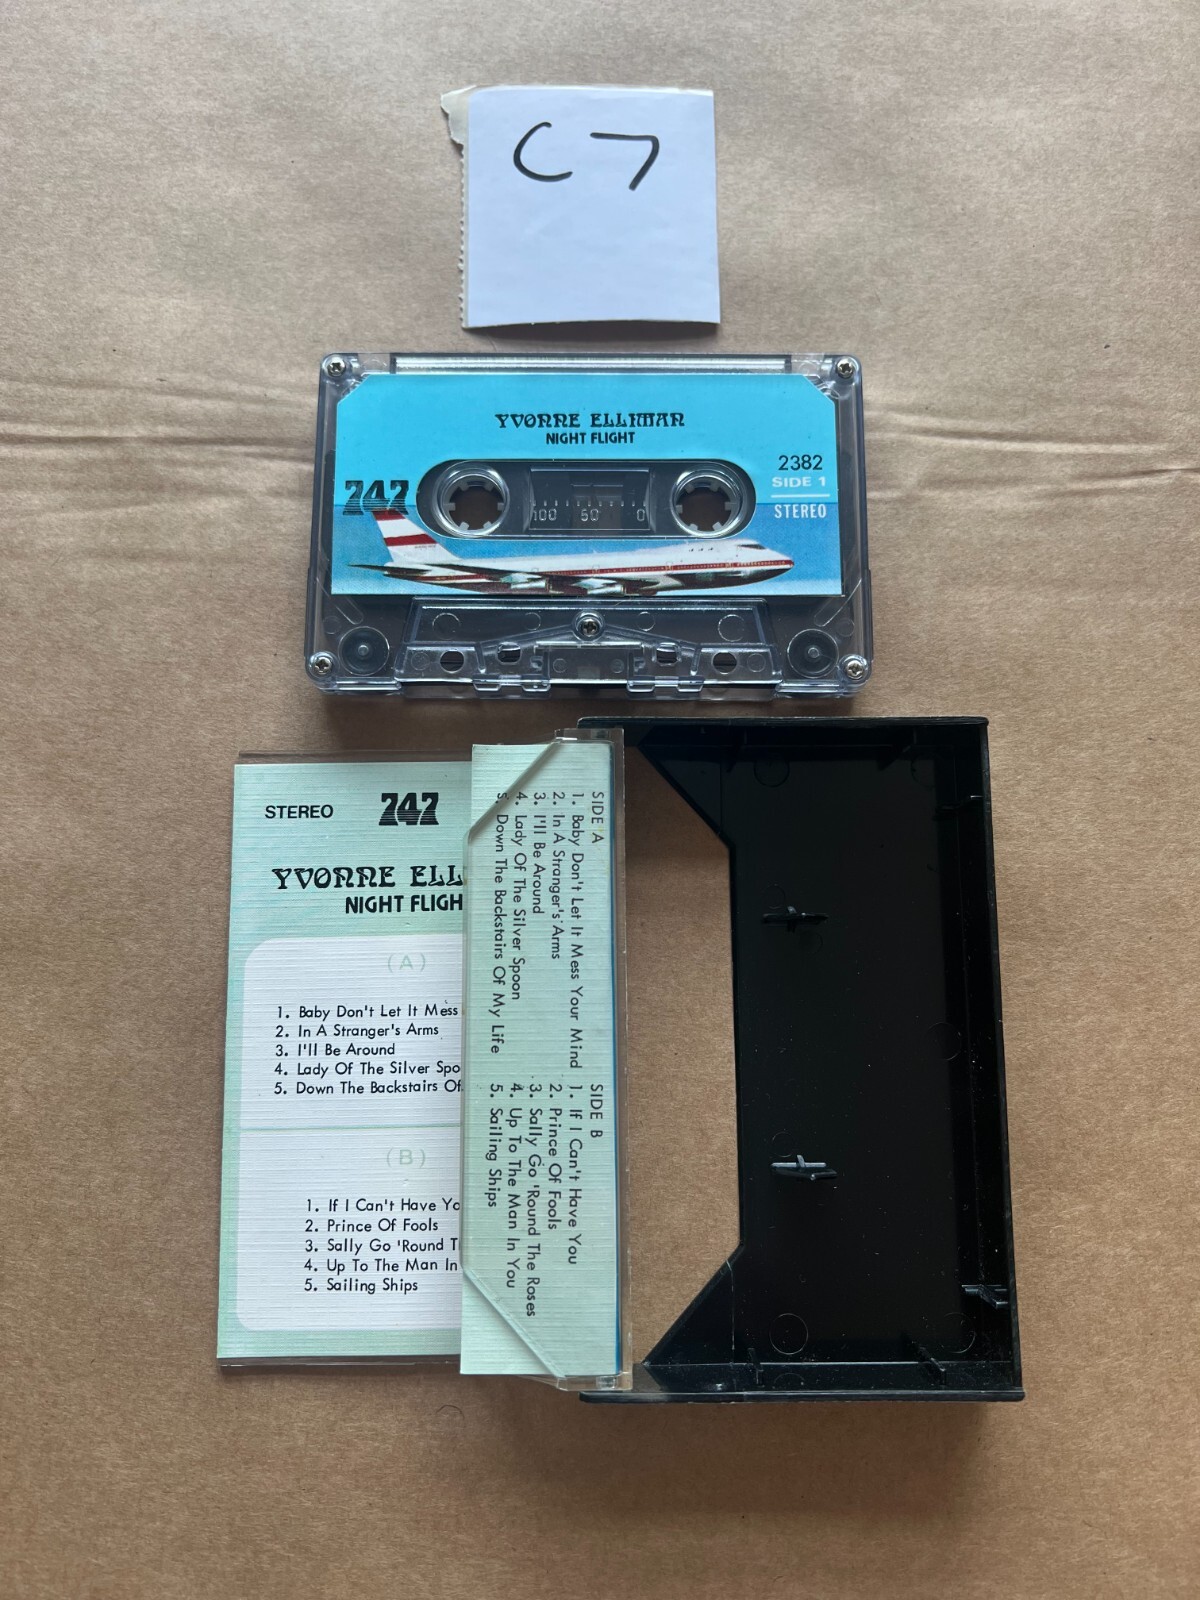 C7
YVONNE ELLIMAN
NIGHT FLIGHT
2382
SIDE 1
STEREO
747
100 50 0
STEREO 747
YVONNE ELL
NIGHT FLIGH
(A)
1. Baby Don't Let It Mess
2. In A Stranger's Arms
3. I'll Be Around
4. Lady Of The Silver Spo
5. Down The Backstairs Of
(B)
1. If I Can't Have Yo
2. Prince Of Fools
3. Sally Go 'Round T
4. Up To The Man In
5. Sailing Ships
SIDE A
1. Baby Don't Let It Mess Your Mind
2. In A Stranger's Arms
3. I'll Be Around
4. Lady Of The Silver Spoon
5. Down The Backstairs Of My Life
SIDE B
1. If I Can't Have You
2. Prince Of Fools
3. Sally Go 'Round The Roses
4. Up To The Man In You
5. Sailing Ships